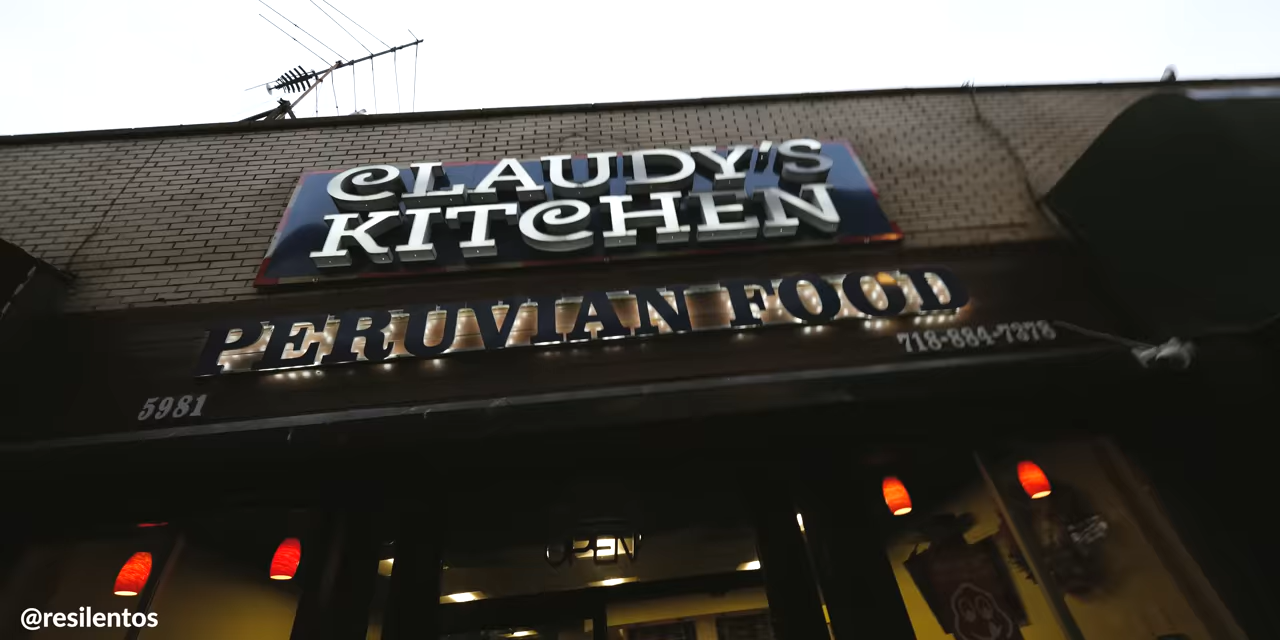 CLAUDY'S
KITCHEN
PERUVIAN FOOD
718-884-7378
5981
OPEN
@resilentos